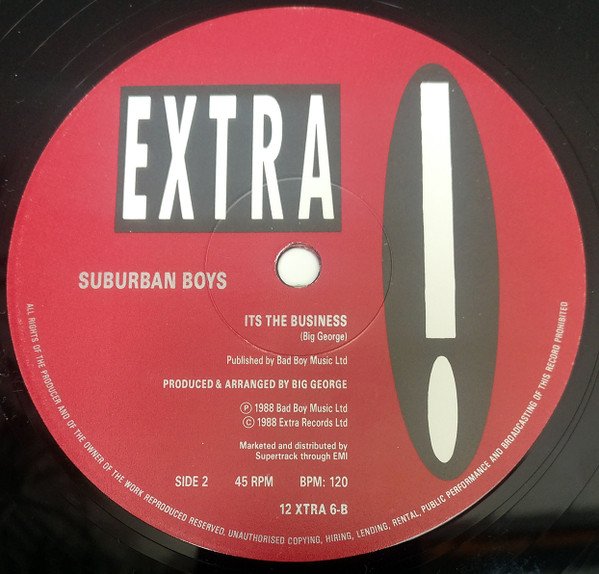 EXTRA
!
SUBURBAN BOYS
ITS THE BUSINESS
(Big George)
Published by Bad Boy Music Ltd
PRODUCED & ARRANGED BY BIG GEORGE
℗ 1988 Bad Boy Music Ltd
© 1988 Extra Records Ltd
Marketed and distributed by
Supertrack through EMI
SIDE 2 45 RPM BPM: 120
12 XTRA 6-B
ALL RIGHTS OF THE PRODUCER AND OF THE OWNER OF THE WORK REPRODUCED RESERVED. UNAUTHORISED COPYING, HIRING, LENDING, RENTAL, PUBLIC PERFORMANCE AND BROADCASTING OF THIS RECORD PROHIBITED